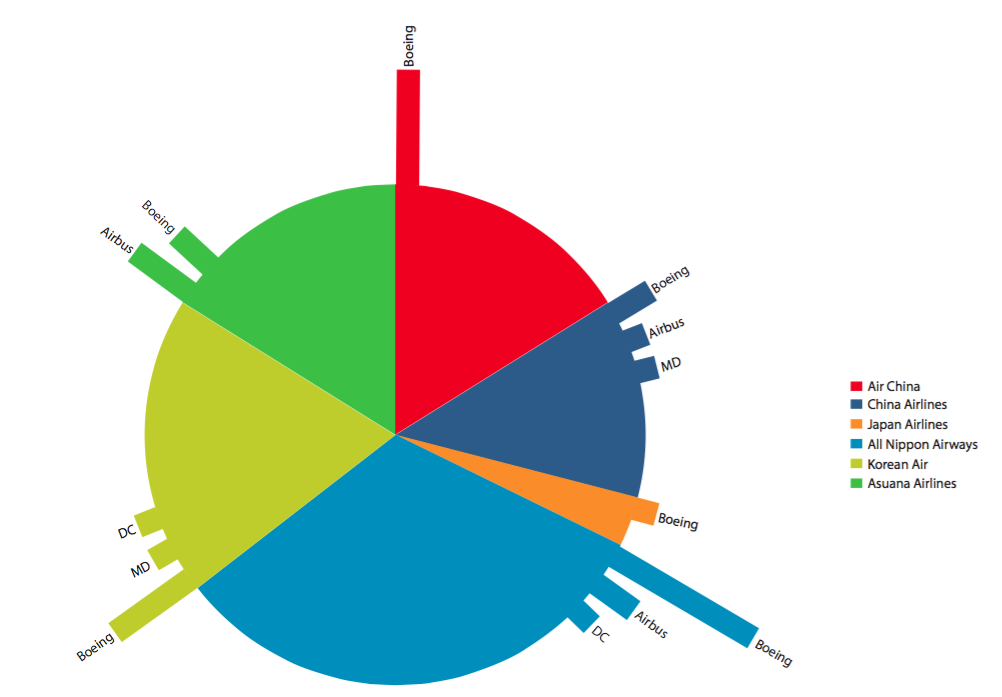 Boeing
Boeing
Airbus
MD
Boeing
Boeing
Airbus
DC
Boeing
MD
DC
Airbus
Boeing
Air China
China Airlines
Japan Airlines
All Nippon Airways
Korean Air
Asuana Airlines